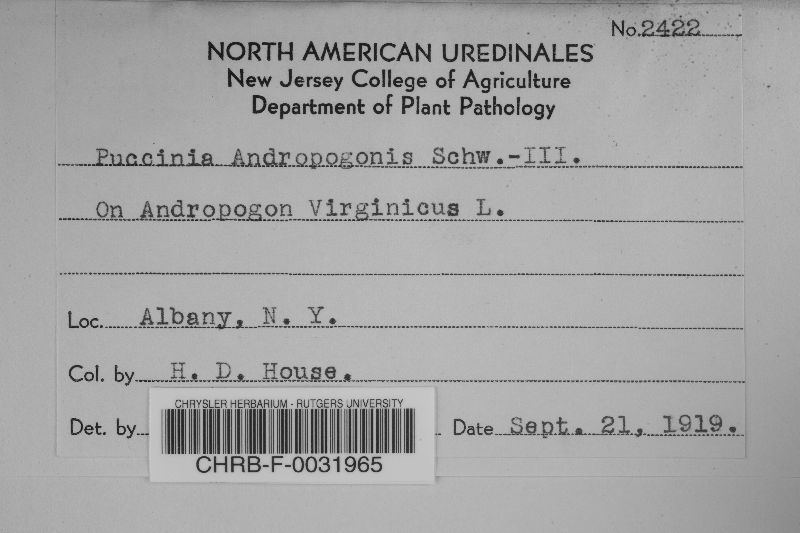 No. 2422
NORTH AMERICAN UREDINALES
New Jersey College of Agriculture
Department of Plant Pathology
Puccinia Andropogonis Schw.-III.
On Andropogon Virginicus L.
Loc. Albany, N. Y.
Col. by H. D. House.
Det. by
Date Sept. 21, 1919.
CHRYSLER HERBARIUM - RUTGERS UNIVERSITY
CHRB-F-0031965